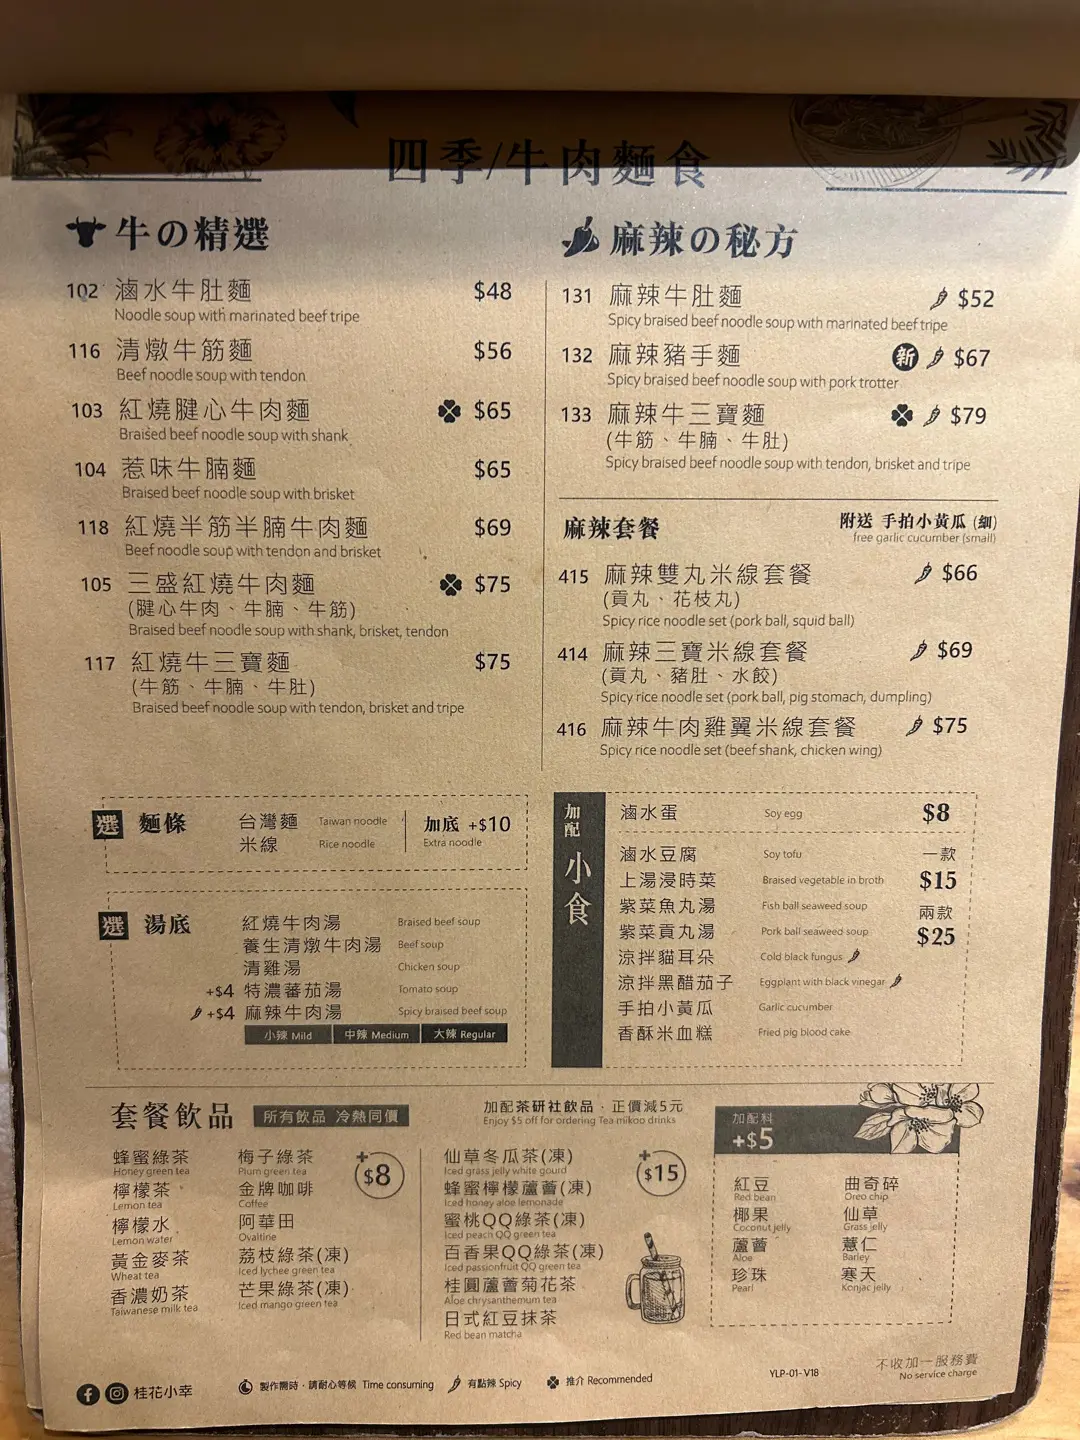 四季/牛肉麵食
牛の精選
102 滷水牛肚麵 $48
Noodle soup with marinated beef tripe
116 清燉牛筋麵 $56
Beef noodle soup with tendon
103 紅燒腱心牛肉麵 $65
Braised beef noodle soup with shank
104 惹味牛腩麵 $65
Braised beef noodle soup with brisket
118 紅燒半筋半腩牛肉麵 $69
Beef noodle soup with tendon and brisket
105 三盛紅燒牛肉麵 $75
(腱心牛肉、牛腩、牛筋)
Braised beef noodle soup with shank, brisket, tendon
117 紅燒牛三寶麵 $75
(牛筋、牛腩、牛肚)
Braised beef noodle soup with tendon, brisket and tripe
麻辣の秘方
131 麻辣牛肚麵 $52
Spicy braised beef noodle soup with marinated beef tripe
132 麻辣豬手麵 新 $67
Spicy braised beef noodle soup with pork trotter
133 麻辣牛三寶麵 $79
(牛筋、牛腩、牛肚)
Spicy braised beef noodle soup with tendon, brisket and tripe
麻辣套餐 附送 手拍小黃瓜 (細)
free garlic cucumber (small)
415 麻辣雙丸米線套餐 $66
(貢丸、花枝丸)
Spicy rice noodle set (pork ball, squid ball)
414 麻辣三寶米線套餐 $69
(貢丸、豬肚、水餃)
Spicy rice noodle set (pork ball, pig stomach, dumpling)
416 麻辣牛肉雞翼米線套餐 $75
Spicy rice noodle set (beef shank, chicken wing)
選 麵條
台灣麵 Taiwan noodle
米線 Rice noodle
加底 +$10
Extra noodle
選 湯底
紅燒牛肉湯 Braised beef soup
養生清燉牛肉湯 Beef soup
清雞湯 Chicken soup
+$4 特濃蕃茄湯 Tomato soup
+$4 麻辣牛肉湯 Spicy braised beef soup
小辣 Mild 中辣 Medium 大辣 Regular
加配
小食
滷水蛋 Soy egg $8
滷水豆腐 Soy tofu 一款
上湯浸時菜 Braised vegetable in broth $15
紫菜魚丸湯 Fish ball seaweed soup 兩款
紫菜貢丸湯 Pork ball seaweed soup $25
涼拌貓耳朵 Cold black fungus
涼拌黑醋茄子 Eggplant with black vinegar
手拍小黃瓜 Garlic cucumber
香酥米血糕 Fried pig blood cake
套餐飲品 所有飲品 冷熱同價
加配茶研社飲品，正價減5元
Enjoy $5 off for ordering Tea mikoo drinks
+$8
蜂蜜綠茶
Honey green tea
檸檬茶
Lemon tea
檸檬水
Lemon water
黃金麥茶
Wheat tea
香濃奶茶
Taiwanese milk tea
梅子綠茶
Plum green tea
金牌咖啡
Coffee
阿華田
Ovaltine
荔枝綠茶(凍)
Iced lychee green tea
芒果綠茶(凍)
Iced mango green tea
+$15
仙草冬瓜茶(凍)
Iced grass jelly white gourd
蜂蜜檸檬蘆薈(凍)
Iced honey aloe lemonade
蜜桃QQ綠茶(凍)
Iced peach QQ green tea
百香果QQ綠茶(凍)
Iced passionfruit QQ green tea
桂圓蘆薈菊花茶
Aloe chrysanthemum tea
日式紅豆抹茶
Red bean matcha
加配料
+$5
紅豆
Red bean
椰果
Coconut jelly
蘆薈
Aloe
珍珠
Pearl
曲奇碎
Oreo chip
仙草
Grass jelly
薏仁
Barley
寒天
Konjac jelly
桂花小幸
製作需時，請耐心等候 Time consuming
有點辣 Spicy
推介 Recommended
YLP-01-V18
不收加一服務費
No service charge